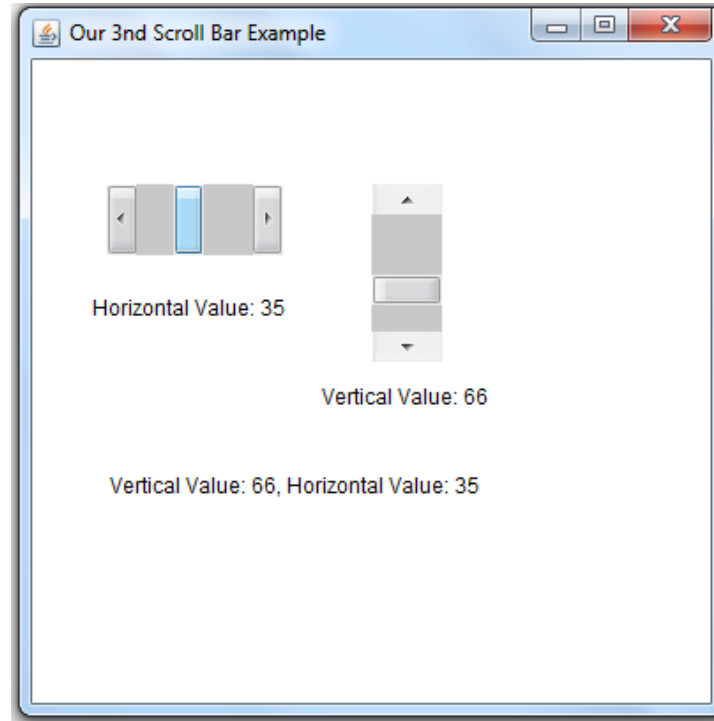 Our 3nd Scroll Bar Example
Horizontal Value: 35
Vertical Value: 66
Vertical Value: 66, Horizontal Value: 35